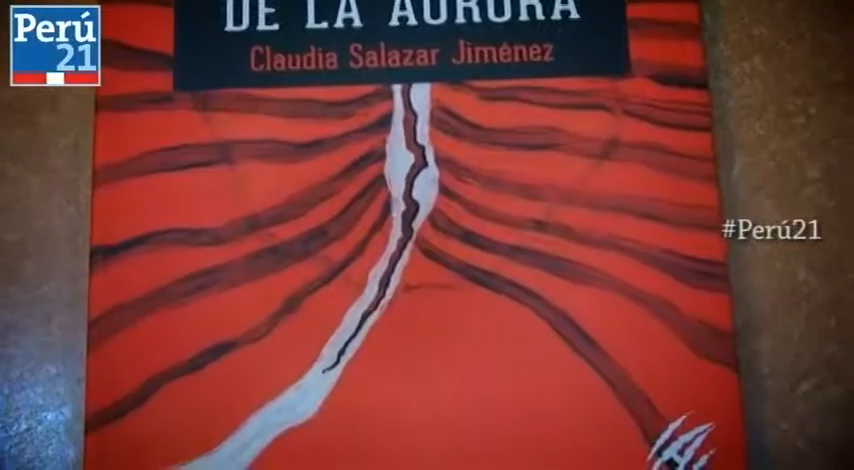 Perú
21
DE LA AURORA
Claudia Salazar Jiménez
#Perú21